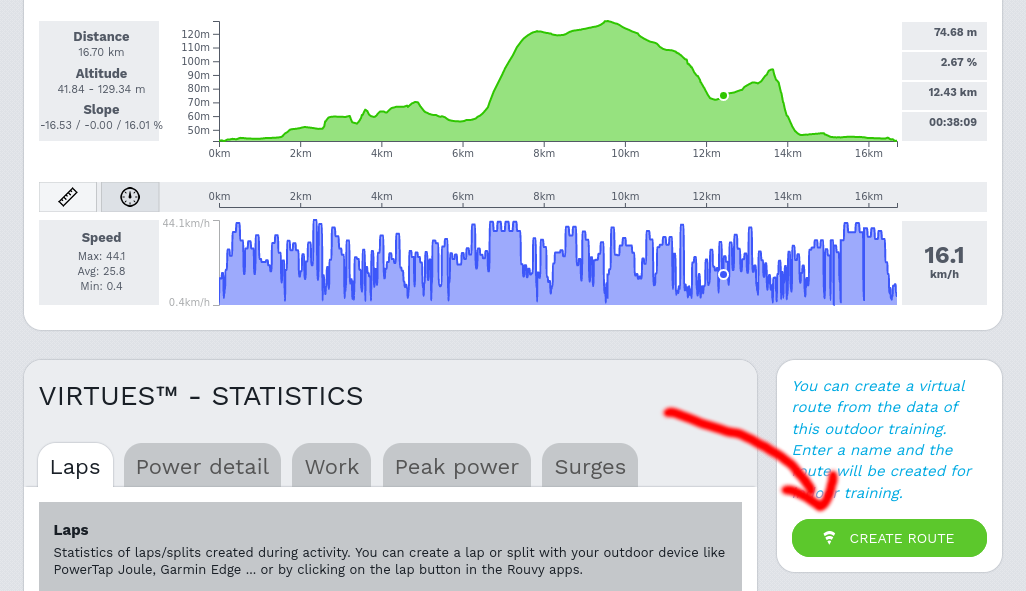 Distance
16.70 km
Altitude
41.84 - 129.34 m
Slope
-16.53 / -0.00 / 16.01 %
120m
110m
100m
90m
80m
70m
60m
50m
0km 2km 4km 6km 8km 10km 12km 14km 16km
74.68 m
2.67 %
12.43 km
00:38:09
0km 2km 4km 6km 8km 10km 12km 14km 16km
Speed
Max: 44.1
Avg: 25.8
Min: 0.4
44.1km/h
0.4km/h
16.1
km/h
VIRTUES™ - STATISTICS
Laps Power detail Work Peak power Surges
Laps
Statistics of laps/splits created during activity. You can create a lap or split with your outdoor device like
PowerTap Joule, Garmin Edge ... or by clicking on the lap button in the Rouvy apps.
You can create a virtual
route from the data of
this outdoor training.
Enter a name and the
route will be created for
indoor training.
CREATE ROUTE